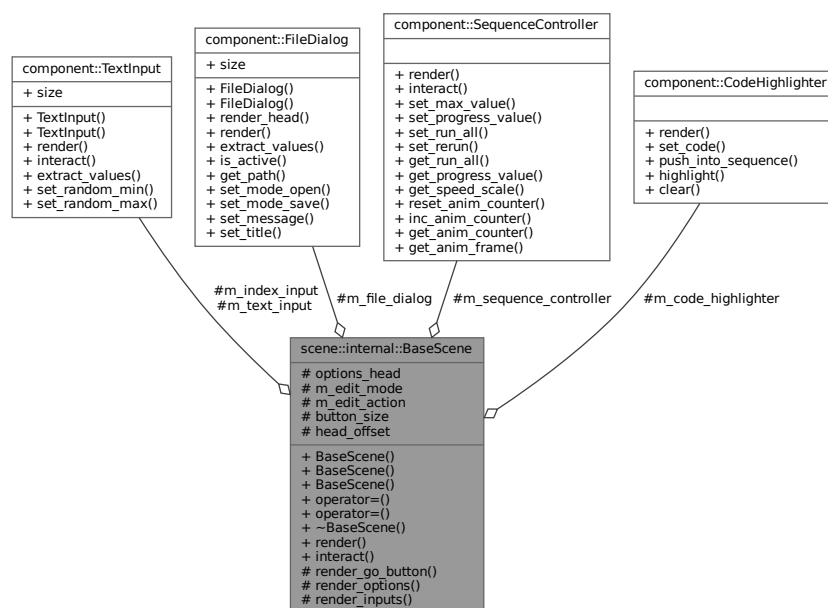 component::TextInput
+ size
+ TextInput()
+ TextInput()
+ render()
+ interact()
+ extract_values()
+ set_random_min()
+ set_random_max()
component::FileDialog
+ size
+ FileDialog()
+ FileDialog()
+ render_head()
+ render()
+ extract_values()
+ is_active()
+ get_path()
+ set_mode_open()
+ set_mode_save()
+ set_message()
+ set_title()
component::SequenceController
+ render()
+ interact()
+ set_max_value()
+ set_progress_value()
+ set_run_all()
+ set_rerun()
+ get_run_all()
+ get_progress_value()
+ get_speed_scale()
+ reset_anim_counter()
+ inc_anim_counter()
+ get_anim_counter()
+ get_anim_frame()
component::CodeHighlighter
+ render()
+ set_code()
+ push_into_sequence()
+ highlight()
+ clear()
#m_index_input
#m_text_input
#m_file_dialog
#m_sequence_controller
#m_code_highlighter
scene::internal::BaseScene
# options_head
# m_edit_mode
# m_edit_action
# button_size
# head_offset
+ BaseScene()
+ BaseScene()
+ BaseScene()
+ operator=()
+ operator=()
+ ~BaseScene()
+ render()
+ interact()
# render_go_button()
# render_options()
# render_inputs()